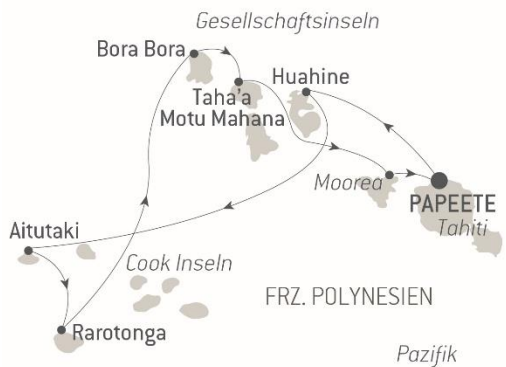 Gesellschaftsinseln
Bora Bora
Huahine
Taha'a
Motu Mahana
Moorea
PAPEETE
Tahiti
Aitutaki
Cook Inseln
FRZ. POLYNESIEN
Rarotonga
Pazifik